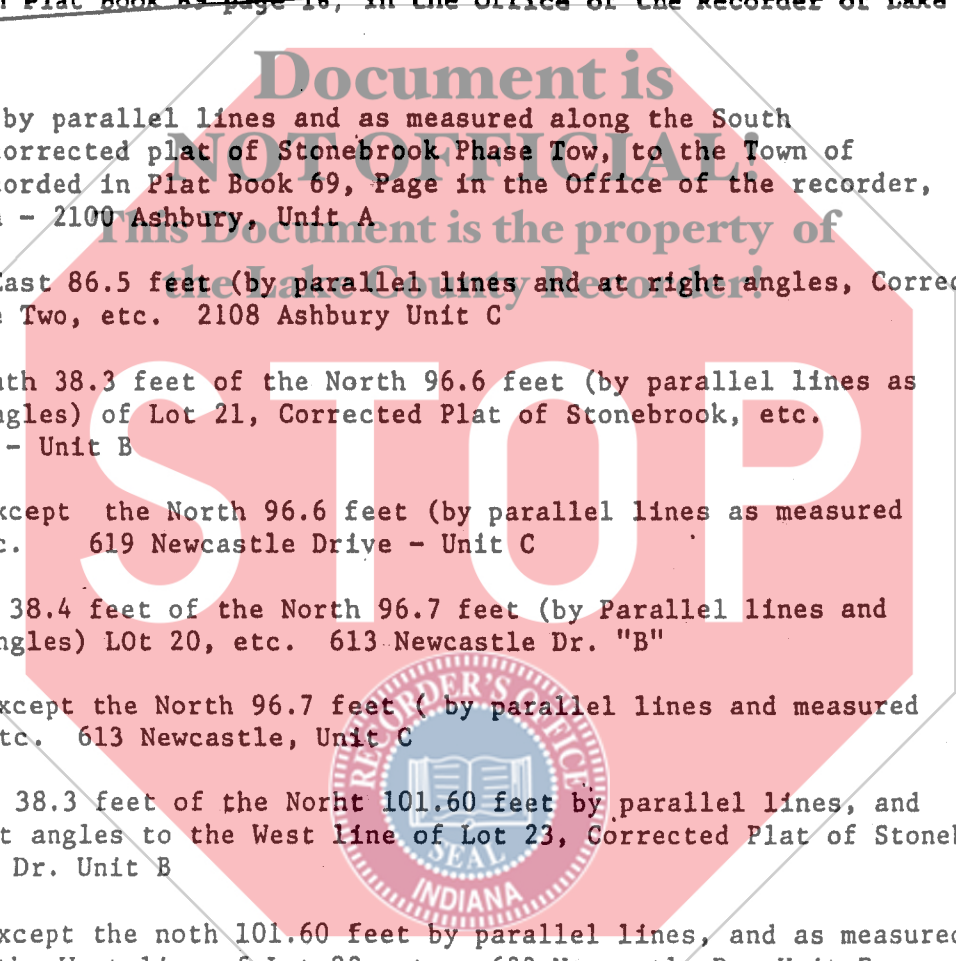 Plat Book 69 page 16, in the Office of the Recorder of Lake
Document is
by parallel lines and as measured along the South
NOT OFFICIAL!
orrected plat of Stonebrook Phase Tow, to the Town of
orded in Plat Book 69, Page in the Office of the recorder,
- 2100 Ashbury, Unit A
This Document is the property of
the Lake County Recorder!
East 86.5 feet (by parallel lines and at right angles, Correc
Two, etc. 2108 Ashbury Unit C
th 38.3 feet of the North 96.6 feet (by parallel lines as
ngles) of Lot 21, Corrected Plat of Stonebrook, etc.
- Unit B
STOP
xcept the North 96.6 feet (by parallel lines as measured
c. 619 Newcastle Drive - Unit C
38.4 feet of the North 96.7 feet (by Parallel lines and
ngles) LOt 20, etc. 613 Newcastle Dr. "B"
RECORDER'S OFFICE
xcept the North 96.7 feet ( by parallel lines and measured
tc. 613 Newcastle, Unit C
38.3 feet of the Norht 101.60 feet by parallel lines, and
t angles to the West line of Lot 23, Corrected Plat of Stone
Dr. Unit B
SEAL
INDIANA
xcept the noth 101.60 feet by parallel lines, and as measured